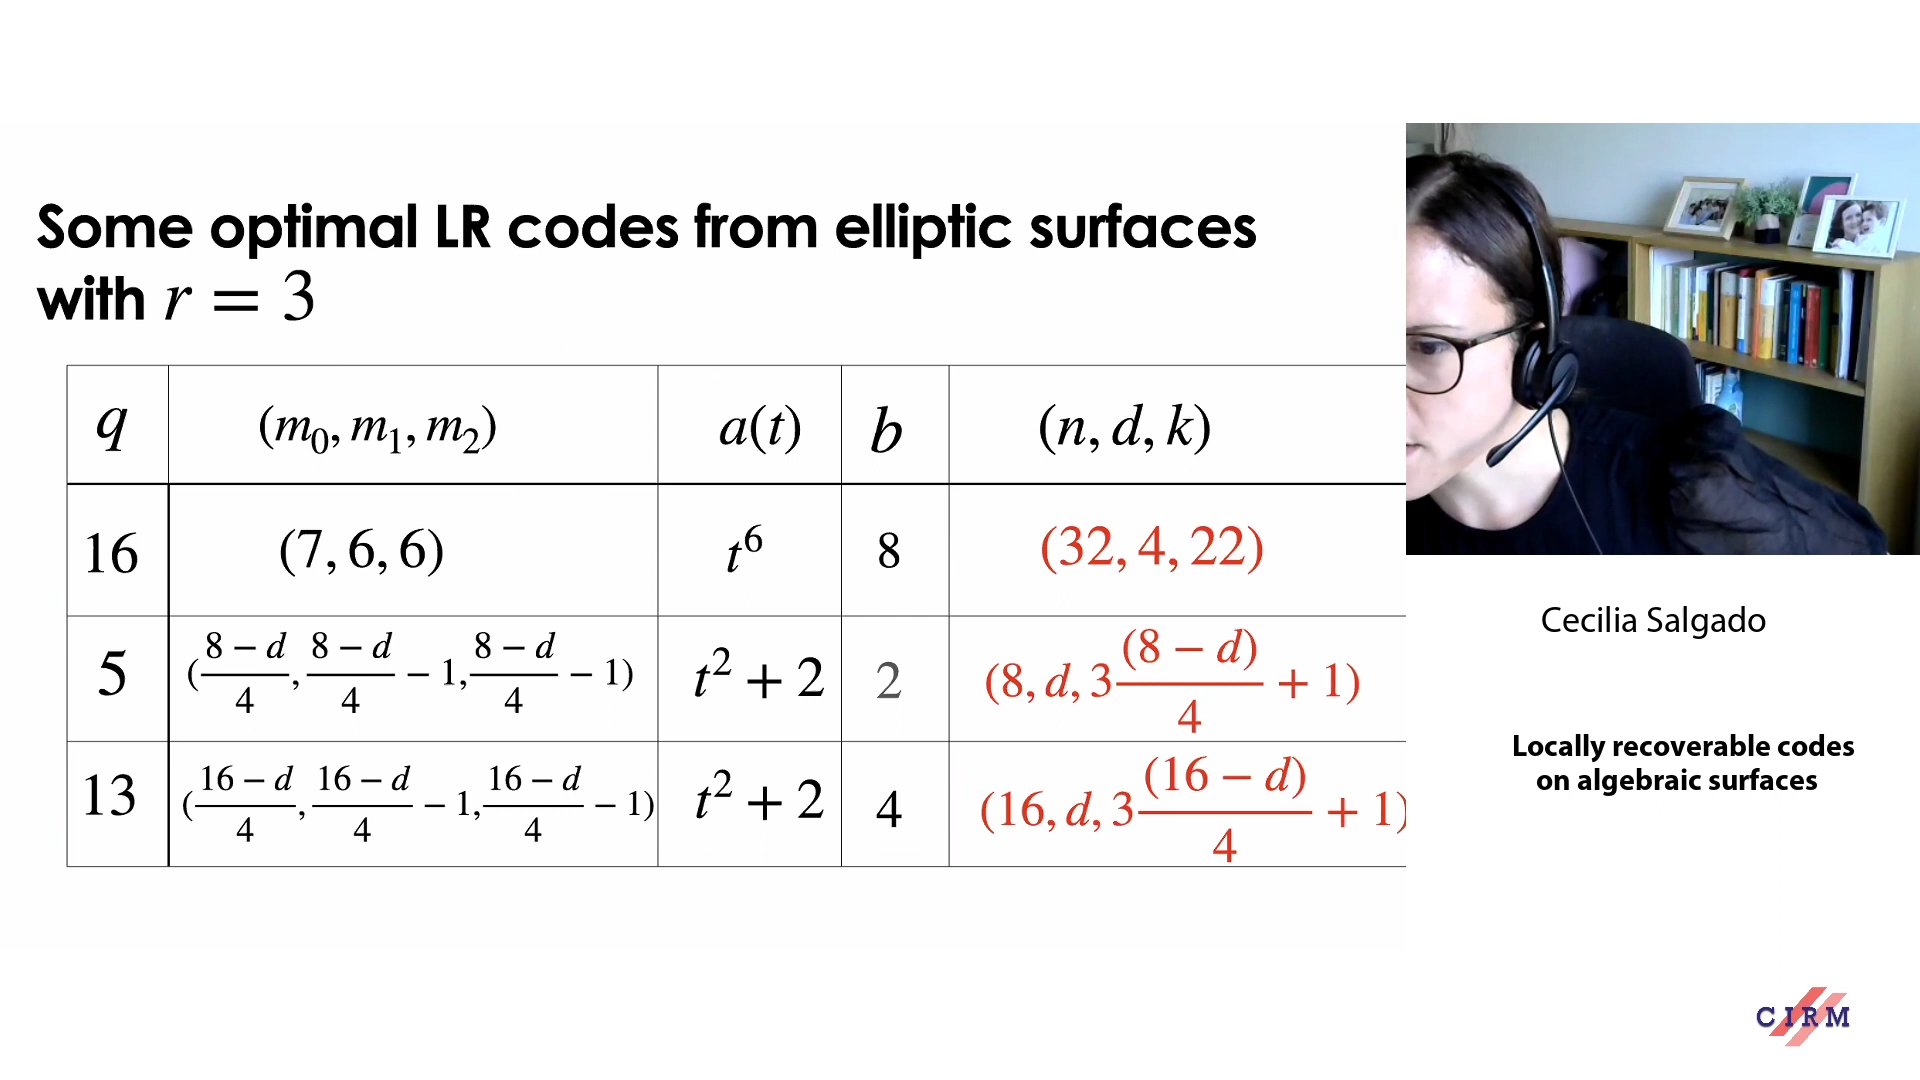 Some optimal LR codes from elliptic surfaces
with r = 3
q (m₀, m₁, m₂) a(t) b (n, d, k)
16 (7, 6, 6) t⁶ 8 (32, 4, 22)
5 ((8 − d)/4, (8 − d)/4 − 1, (8 − d)/4 − 1) t² + 2 2 (8, d, 3(8 − d)/4 + 1)
13 ((16 − d)/4, (16 − d)/4 − 1, (16 − d)/4 − 1) t² + 2 4 (16, d, 3(16 − d)/4 + 1)
Cecilia Salgado
Locally recoverable codes
on algebraic surfaces
CIRM